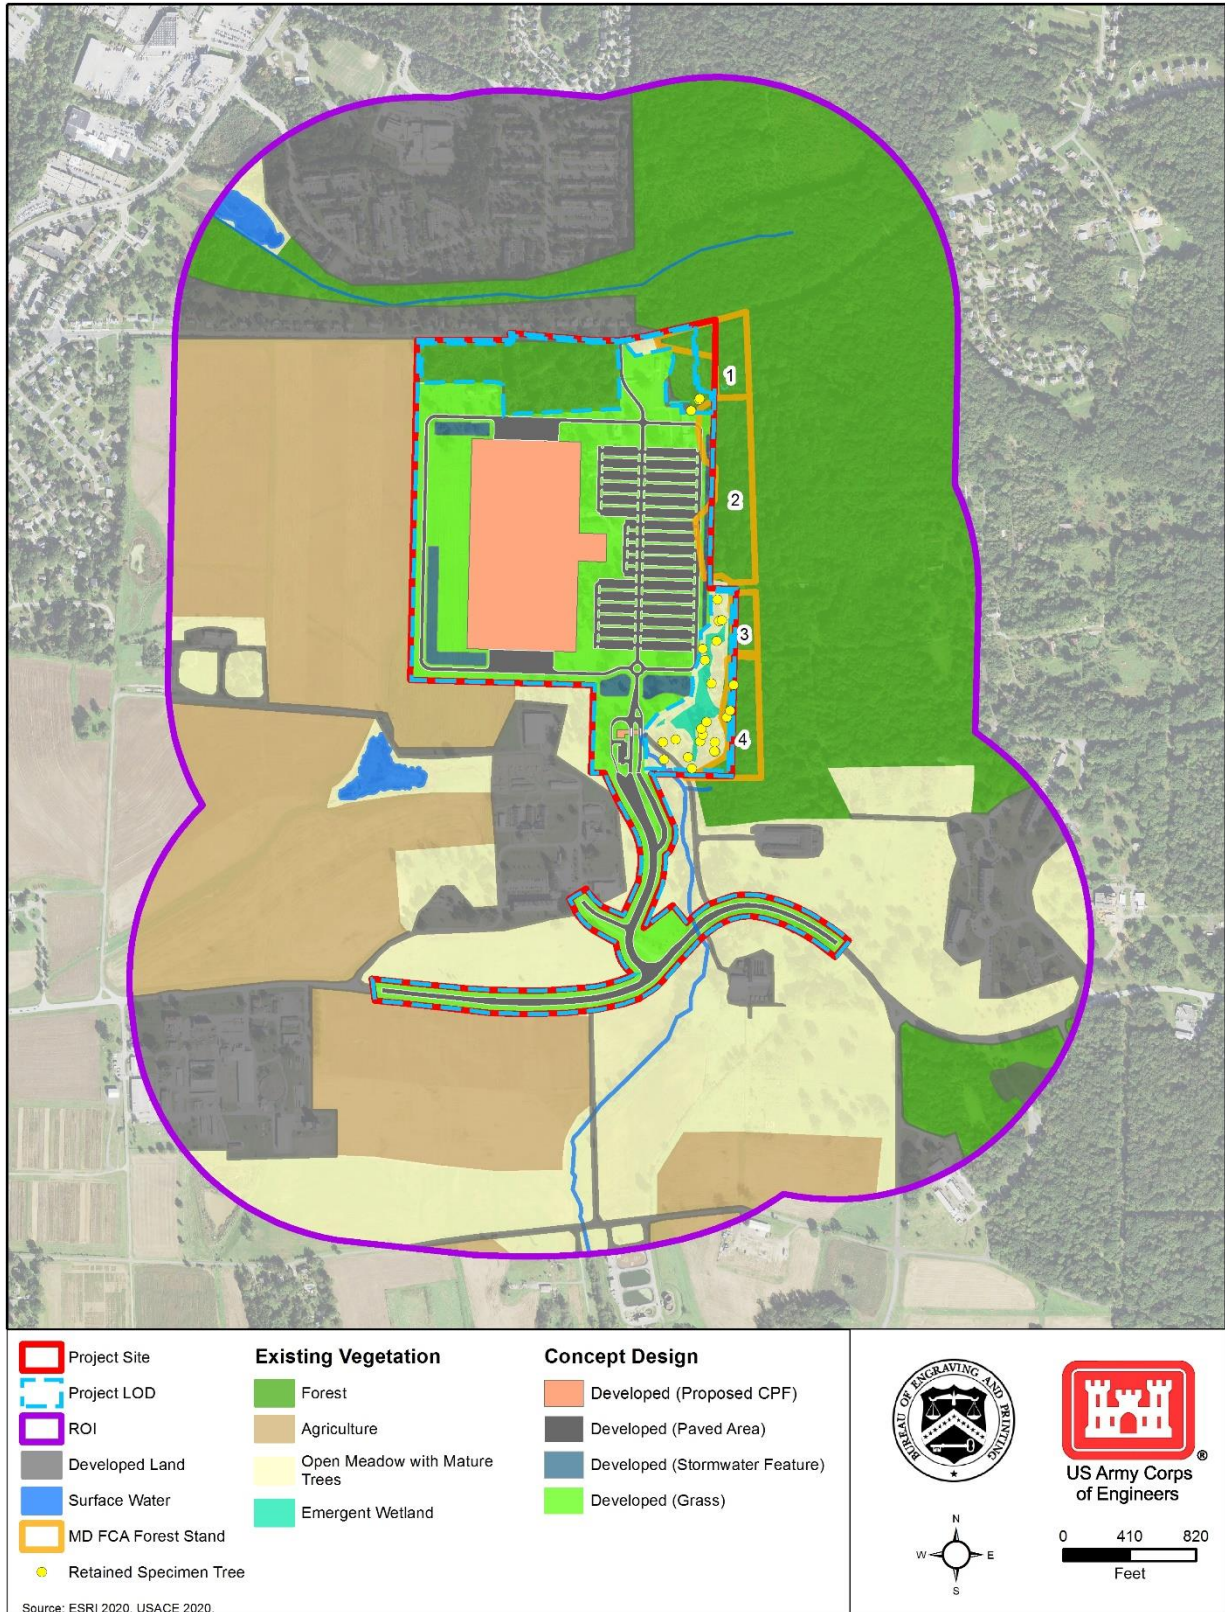 1
2
3
4
Project Site
Project LOD
ROI
Developed Land
Surface Water
MD FCA Forest Stand
Retained Specimen Tree
Source: ESRI 2020, USACE 2020.
Existing Vegetation
Forest
Agriculture
Open Meadow with Mature
Trees
Emergent Wetland
Concept Design
Developed (Proposed CPF)
Developed (Paved Area)
Developed (Stormwater Feature)
Developed (Grass)
BUREAU OF ENGRAVING AND PRINTING
®
US Army Corps
of Engineers
N
W E
S
0 410 820
Feet